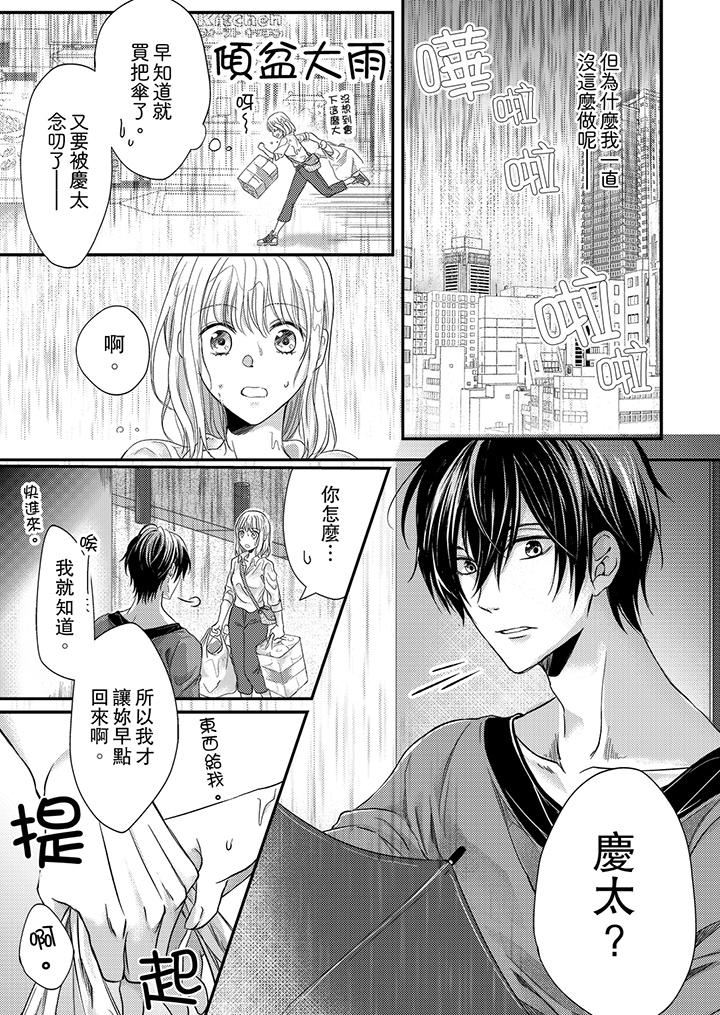 但為什麼我一直
沒這麼做呢——
嘩
啦
啦
啦
啦
啦
Kitchen
傾盆大雨
沒想到會
下這麼大
呀~
早知道就
買把傘了。
又要被慶太
念叨了——
啊。
慶太？
你怎麼…
快進來。
唉
我就知道。
所以我才
讓妳早點
回來啊。
東西給我。
提
起
啊。